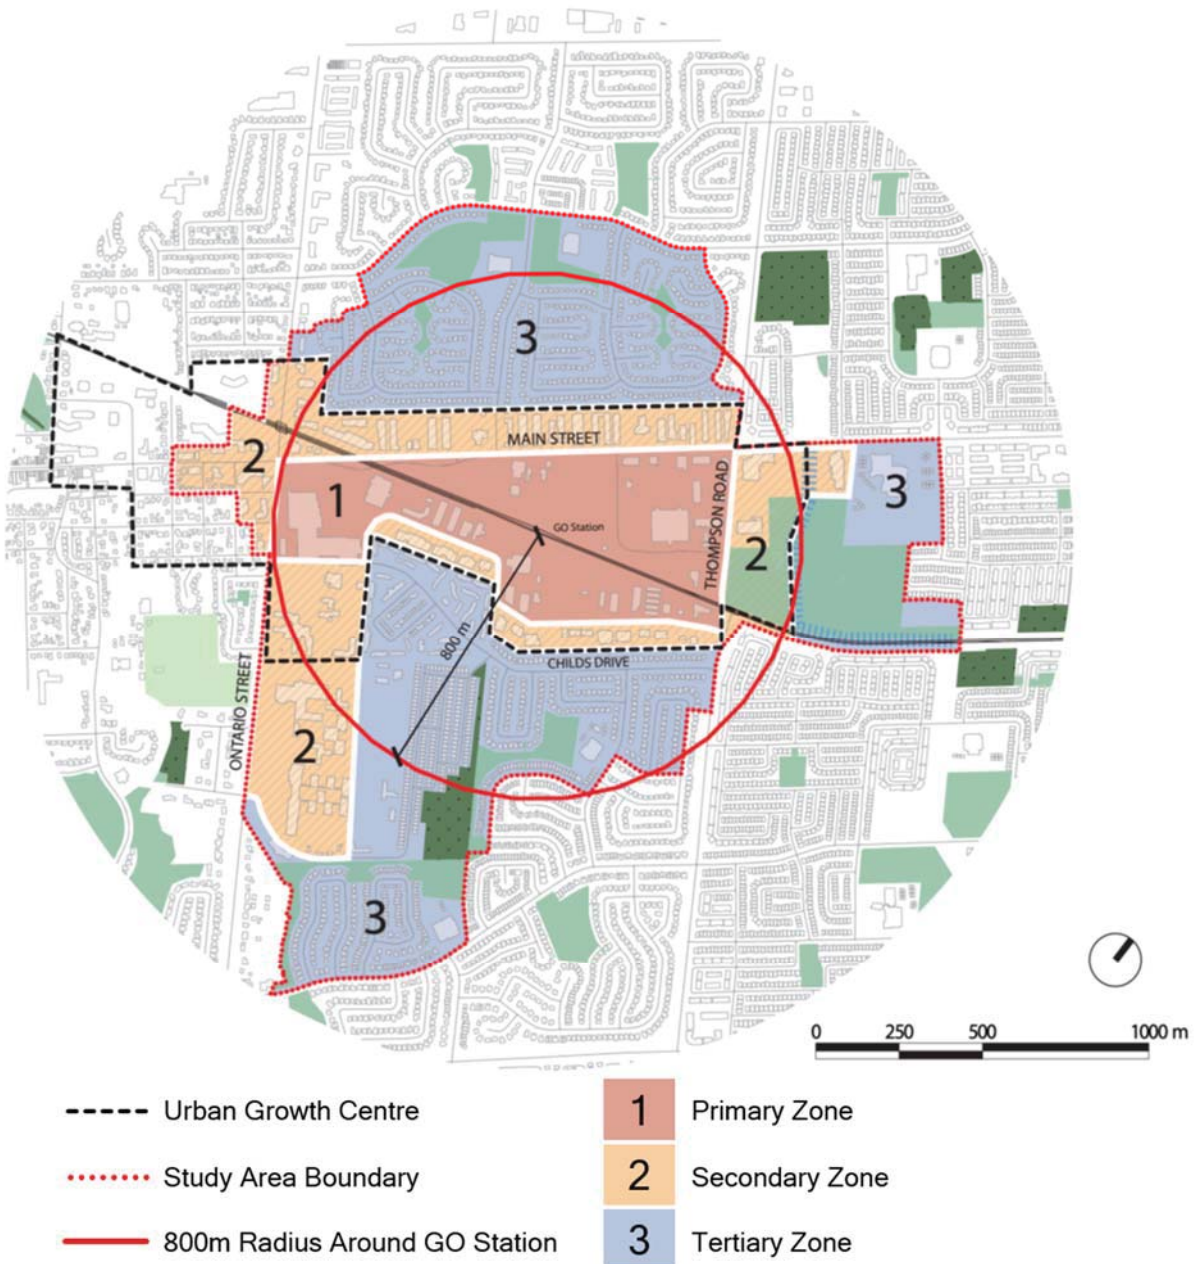 3
MAIN STREET
2
3
1
GO Station
THOMPSON ROAD
2
800 m
CHILDS DRIVE
ONTARIO STREET
2
3
0 250 500 1000 m
Urban Growth Centre
1 Primary Zone
Study Area Boundary
2 Secondary Zone
800m Radius Around GO Station
3 Tertiary Zone